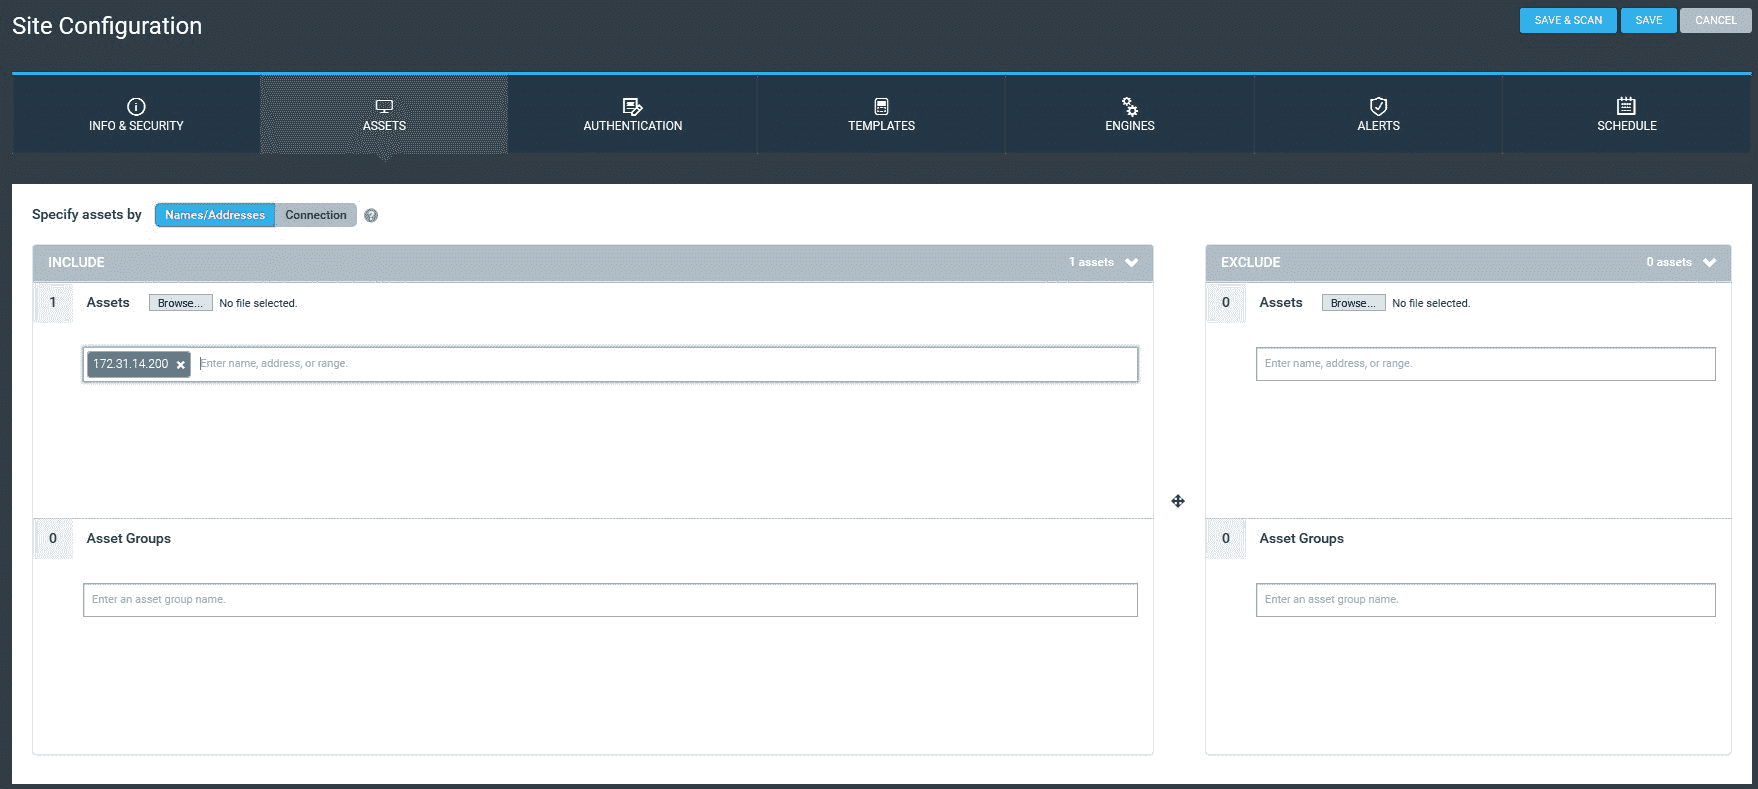 Site Configuration
SAVE & SCAN SAVE CANCEL
INFO & SECURITY ASSETS AUTHENTICATION TEMPLATES ENGINES ALERTS SCHEDULE
Specify assets by Names/Addresses Connection ?
INCLUDE 1 assets
1 Assets Browse... No file selected.
172.31.14.200 Enter name, address, or range.
0 Asset Groups
Enter an asset group name.
EXCLUDE 0 assets
0 Assets Browse... No file selected.
Enter name, address, or range.
0 Asset Groups
Enter an asset group name.